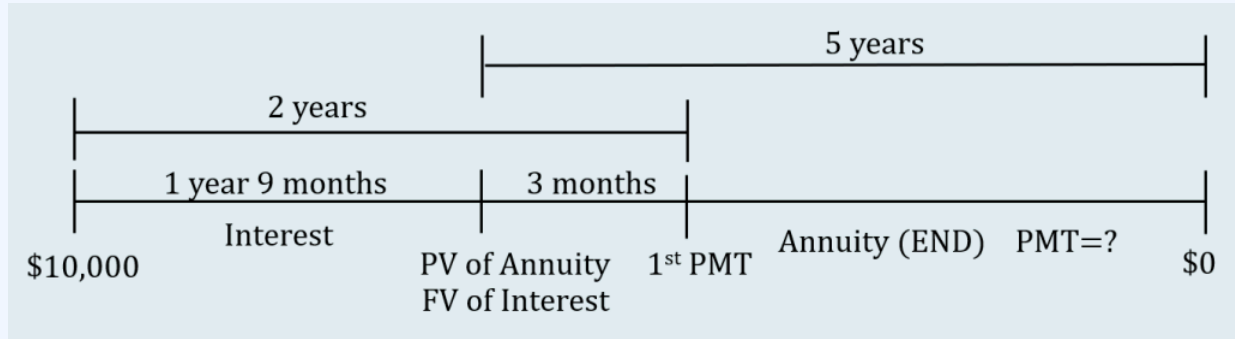 5 years
2 years
1 year 9 months
3 months
Interest
Annuity (END) PMT=?
$10,000
PV of Annuity
1st PMT
$0
FV of Interest